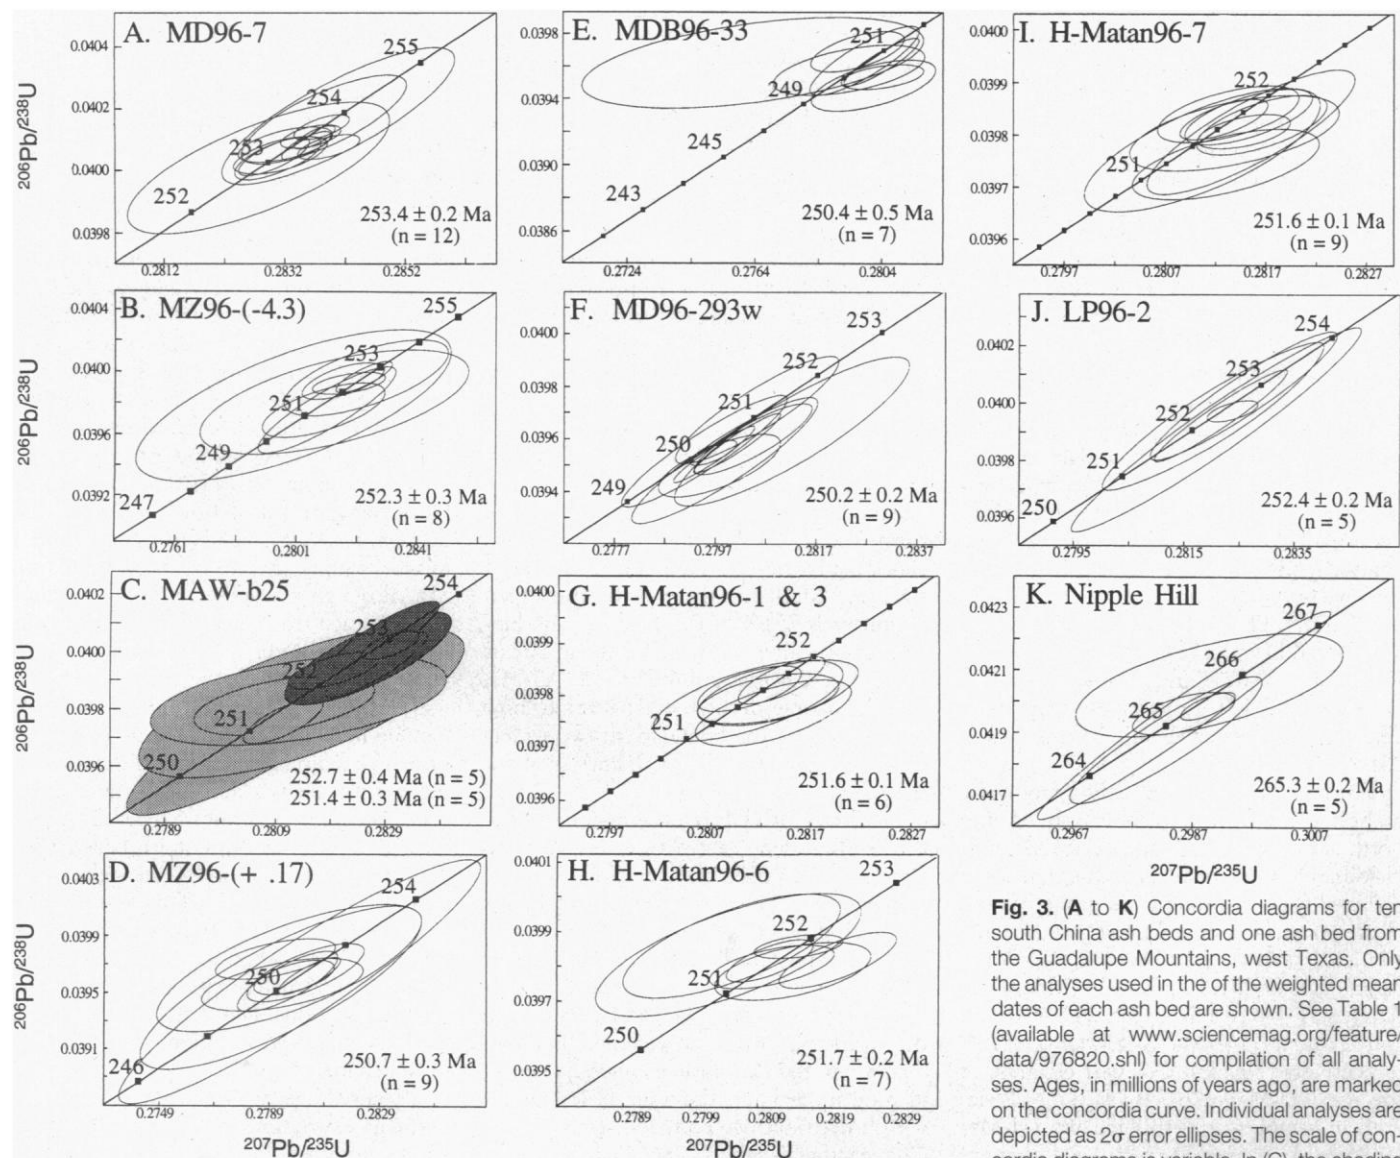 A. MD96-7
206Pb/238U
0.0404
0.0402
0.0400
0.0398
255
254
253
252
253.4 ± 0.2 Ma
(n = 12)
0.2812
0.2832
0.2852
B. MZ96-(-4.3)
206Pb/238U
0.0404
0.0400
0.0396
0.0392
255
253
251
249
247
252.3 ± 0.3 Ma
(n = 8)
0.2761
0.2801
0.2841
C. MAW-b25
206Pb/238U
0.0402
0.0400
0.0398
0.0396
254
253
252
251
250
252.7 ± 0.4 Ma (n = 5)
251.4 ± 0.3 Ma (n = 5)
0.2789
0.2809
0.2829
D. MZ96-(+ .17)
206Pb/238U
0.0403
0.0399
0.0395
0.0391
254
250
246
250.7 ± 0.3 Ma
(n = 9)
0.2749
0.2789
0.2829
207Pb/235U
E. MDB96-33
0.0398
0.0394
0.0390
0.0386
251
249
245
243
250.4 ± 0.5 Ma
(n = 7)
0.2724
0.2764
0.2804
F. MD96-293w
0.0400
0.0398
0.0396
0.0394
253
252
251
250
249
250.2 ± 0.2 Ma
(n = 9)
0.2777
0.2797
0.2817
0.2837
G. H-Matan96-1 & 3
0.0400
0.0399
0.0398
0.0397
0.0396
252
251
251.6 ± 0.1 Ma
(n = 6)
0.2797
0.2807
0.2817
0.2827
H. H-Matan96-6
0.0401
0.0399
0.0397
0.0395
253
252
251
250
251.7 ± 0.2 Ma
(n = 7)
0.2789
0.2799
0.2809
0.2819
0.2829
207Pb/235U
I. H-Matan96-7
0.0400
0.0399
0.0398
0.0397
0.0396
252
251
251.6 ± 0.1 Ma
(n = 9)
0.2797
0.2807
0.2817
0.2827
J. LP96-2
0.0402
0.0400
0.0398
0.0396
254
253
252
251
250
252.4 ± 0.2 Ma
(n = 5)
0.2795
0.2815
0.2835
K. Nipple Hill
0.0423
0.0421
0.0419
0.0417
267
266
265
264
265.3 ± 0.2 Ma
(n = 5)
0.2967
0.2987
0.3007
207Pb/235U
Fig. 3. (A to K) Concordia diagrams for ten
south China ash beds and one ash bed from
the Guadalupe Mountains, west Texas. Only
the analyses used in the of the weighted mean
dates of each ash bed are shown. See Table 1
(available at www.sciencemag.org/feature/
data/976820.shl) for compilation of all analy-
ses. Ages, in millions of years ago, are marked
on the concordia curve. Individual analyses are
depicted as 2σ error ellipses. The scale of con-
cordia diagrams is variable. In (C), the shading